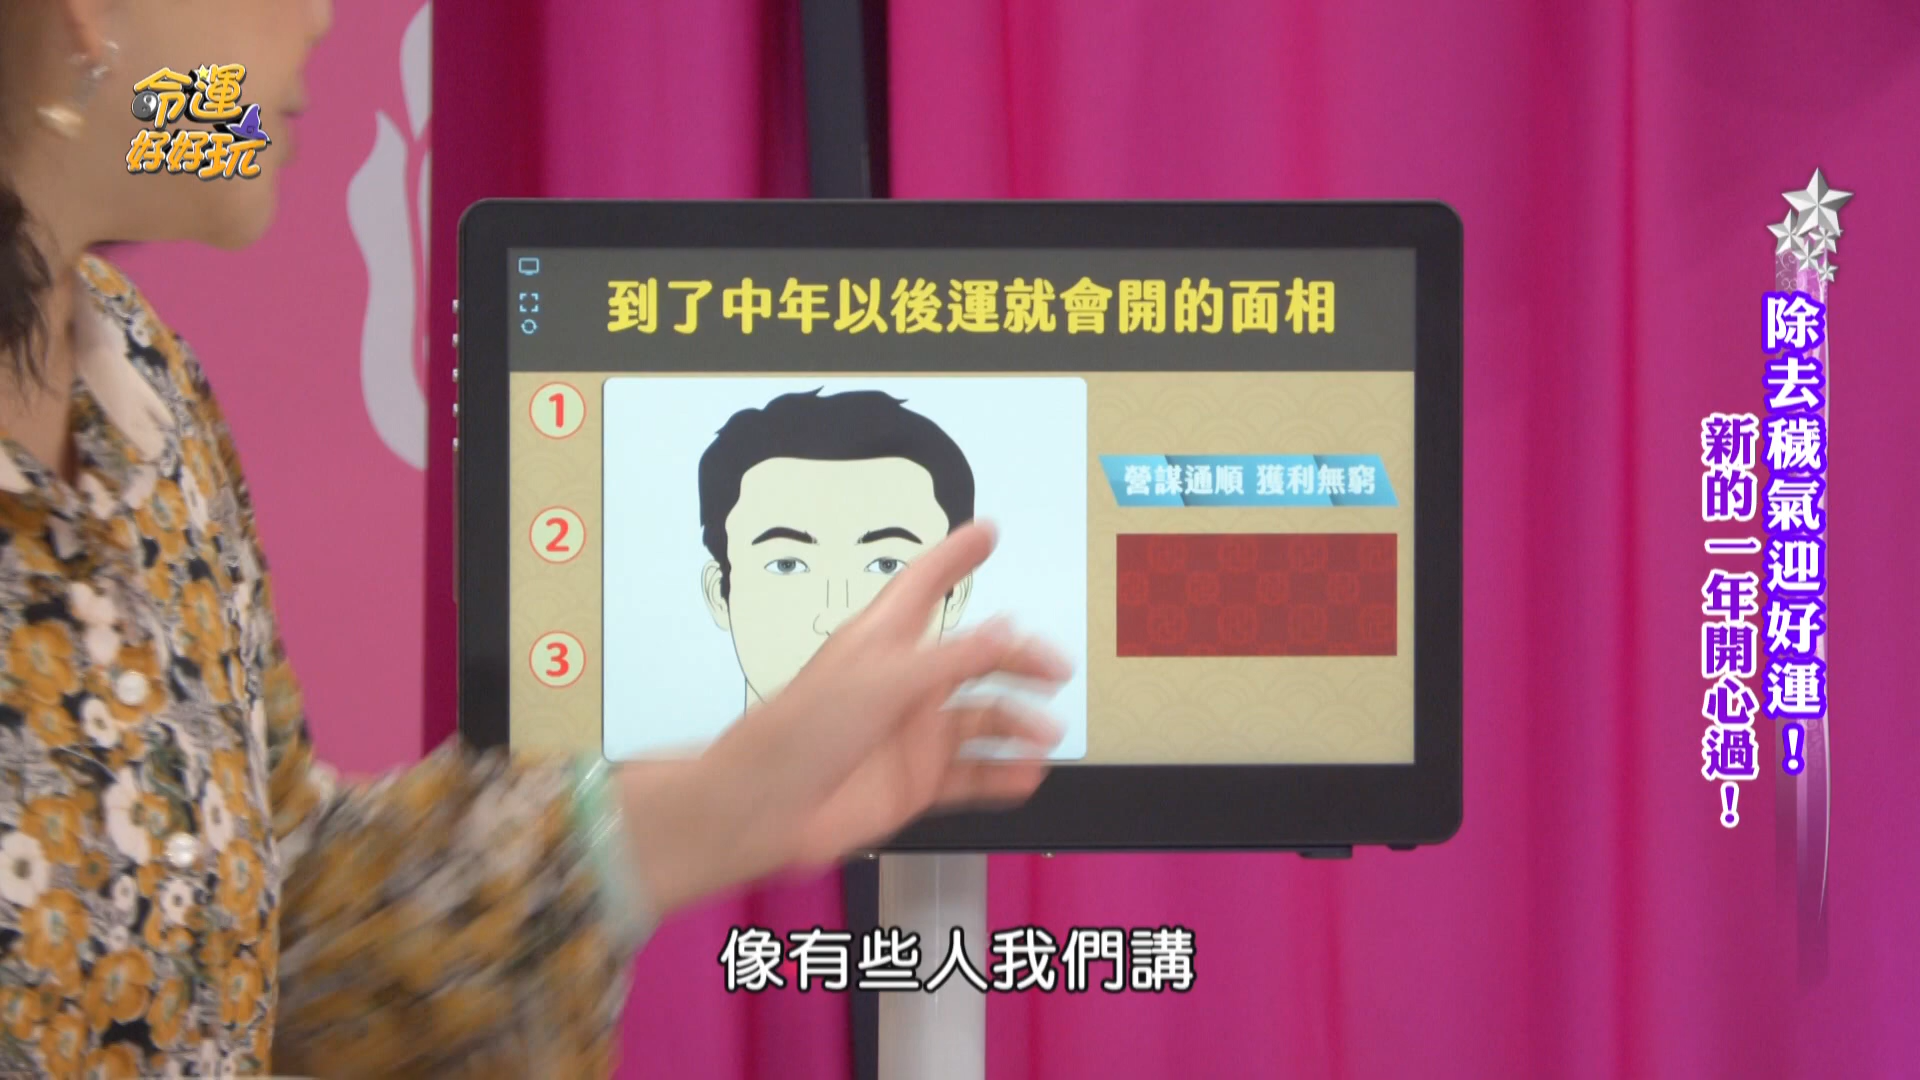 命運
好好玩
到了中年以後運就會開的面相
1
2
3
營謀通順 獲利無窮
除去穢氣迎好運！
新的一年開心過！
像有些人我們講